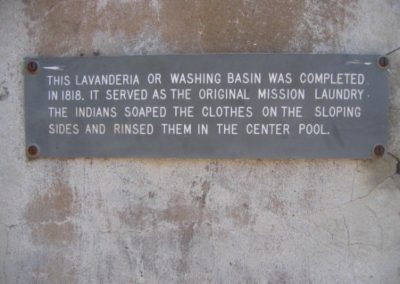 THIS LAVANDERIA OR WASHING BASIN WAS COMPLETED
IN 1818. IT SERVED AS THE ORIGINAL MISSION LAUNDRY.
THE INDIANS SOAPED THE CLOTHES ON THE SLOPING
SIDES AND RINSED THEM IN THE CENTER POOL.